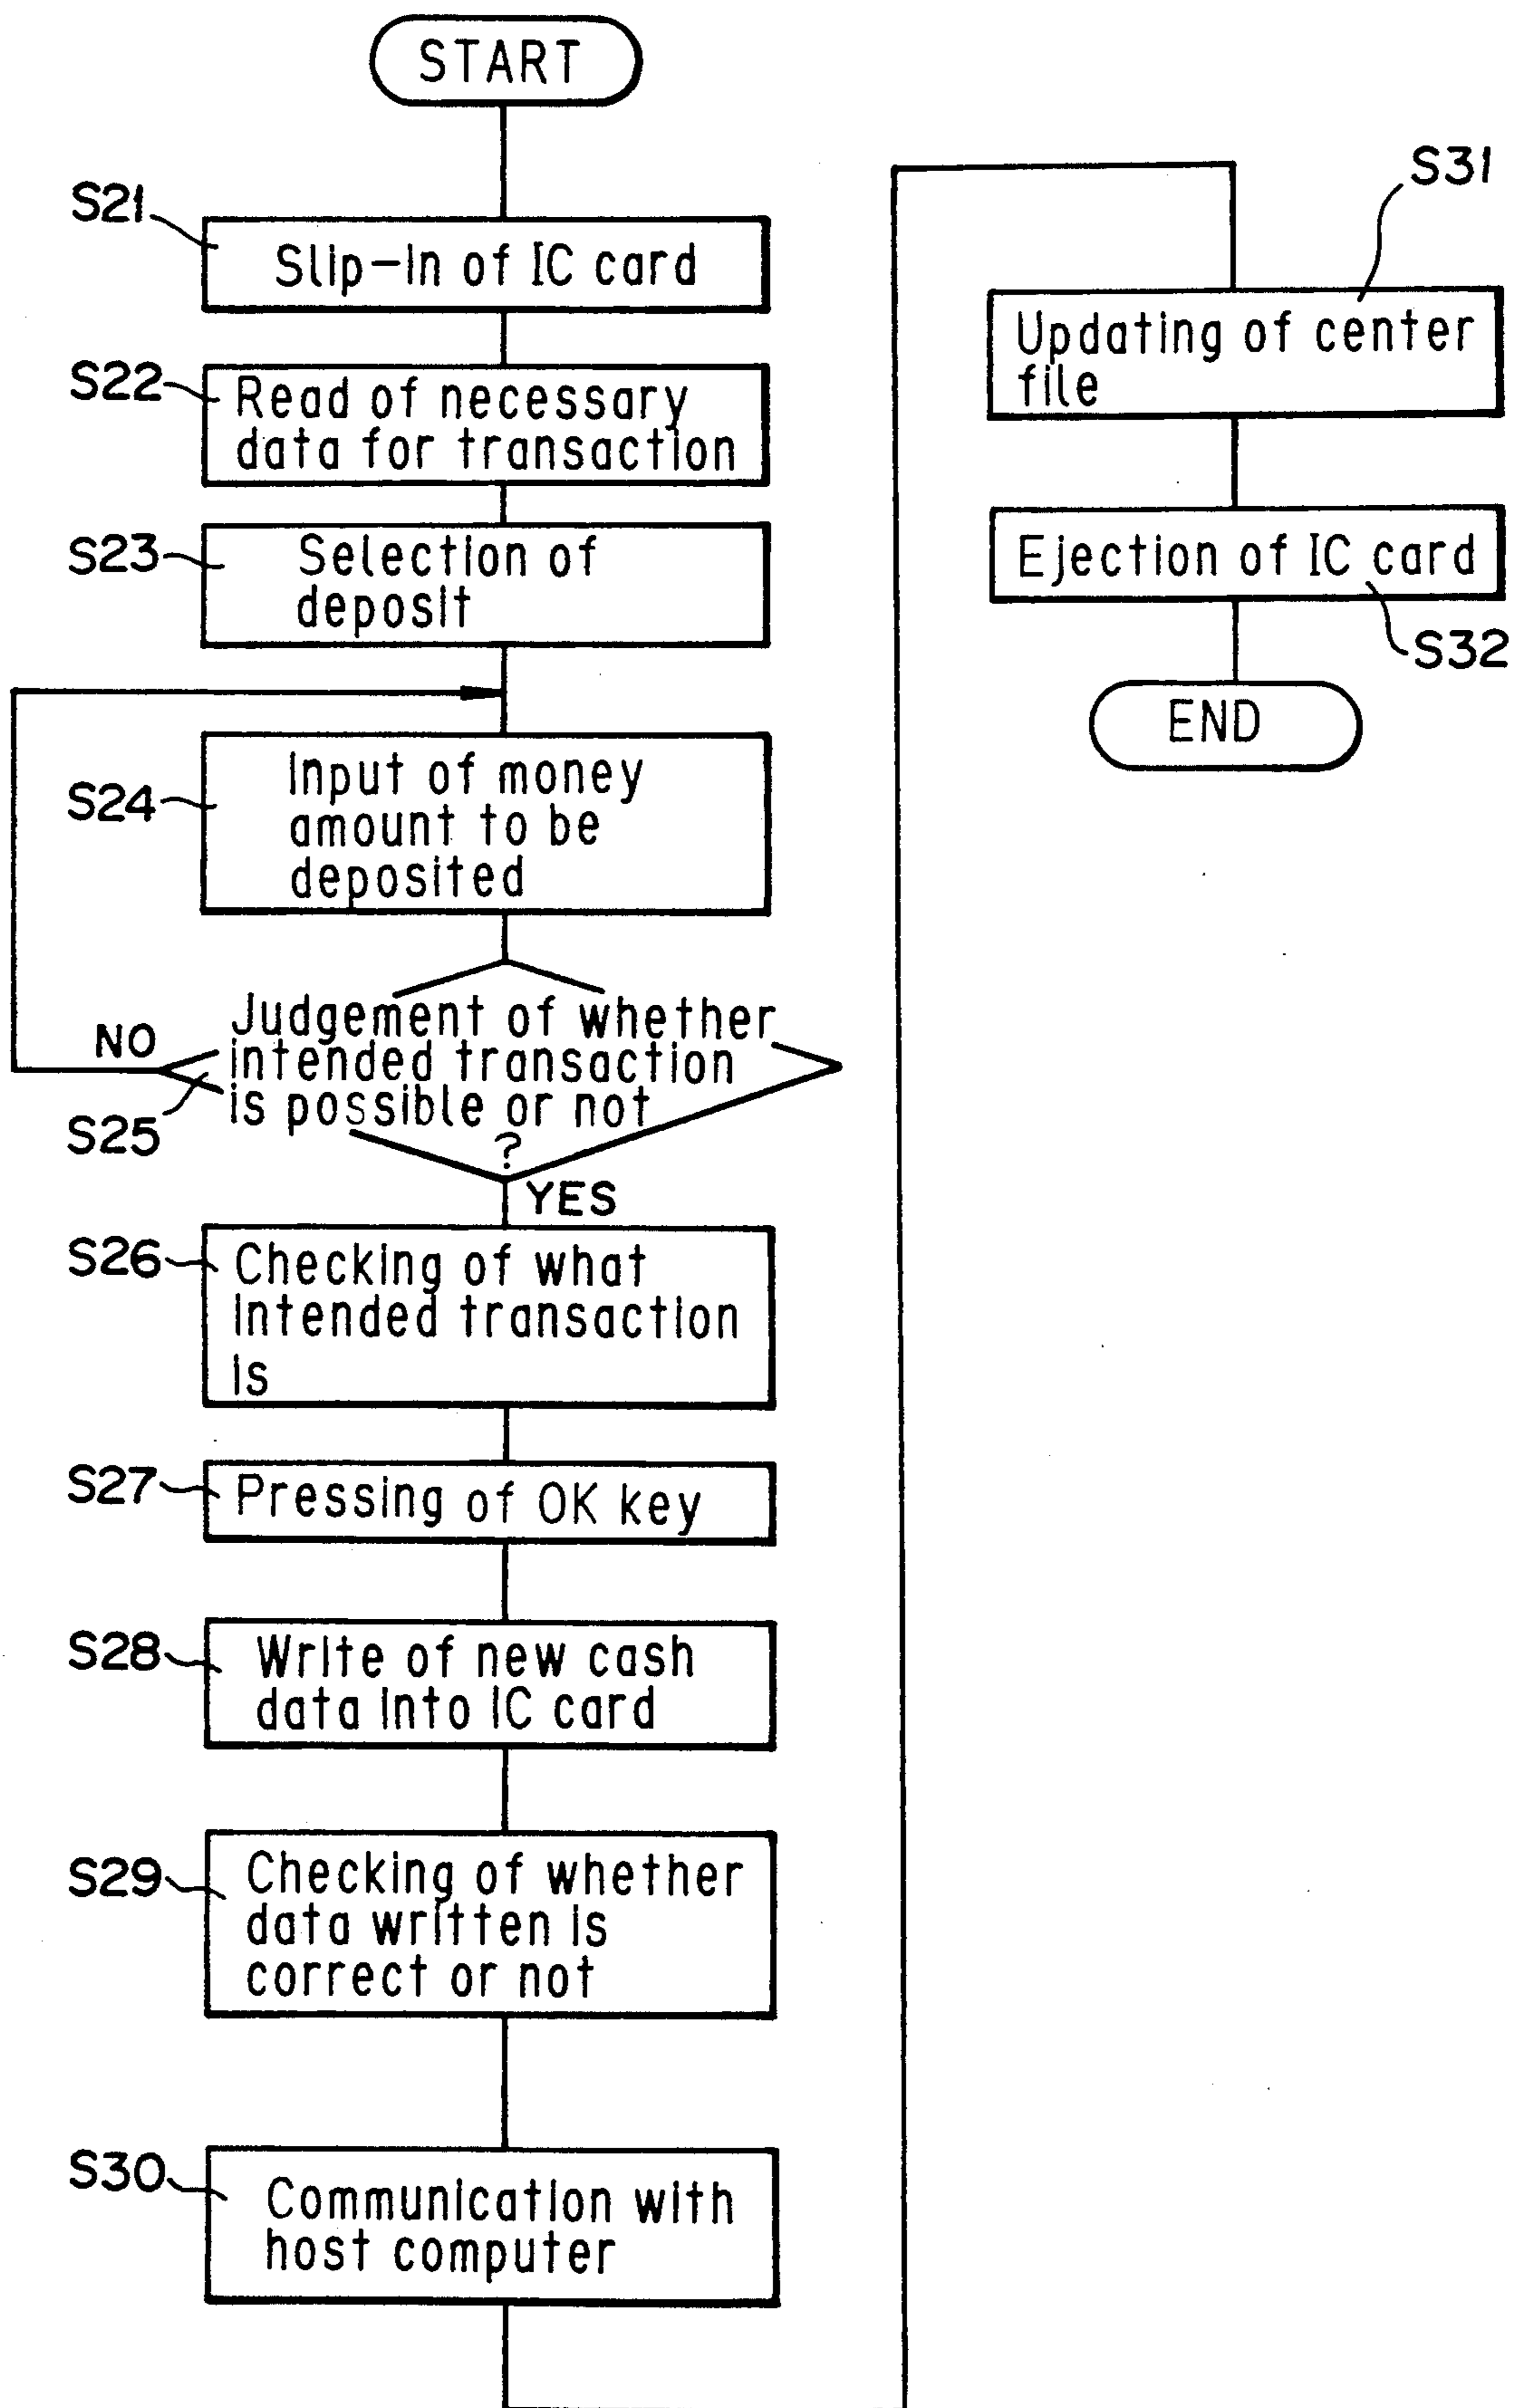 START
S21
Slip-in of IC card
S22
Read of necessary
data for transaction
S23
Selection of
deposit
S24
Input of money
amount to be
deposited
NO
S25
Judgement of whether
intended transaction
is possible or not
?
YES
S26
Checking of what
intended transaction
is
S27
Pressing of OK key
S28
Write of new cash
data into IC card
S29
Checking of whether
data written is
correct or not
S30
Communication with
host computer
S31
Updating of center
file
Ejection of IC card
S32
END